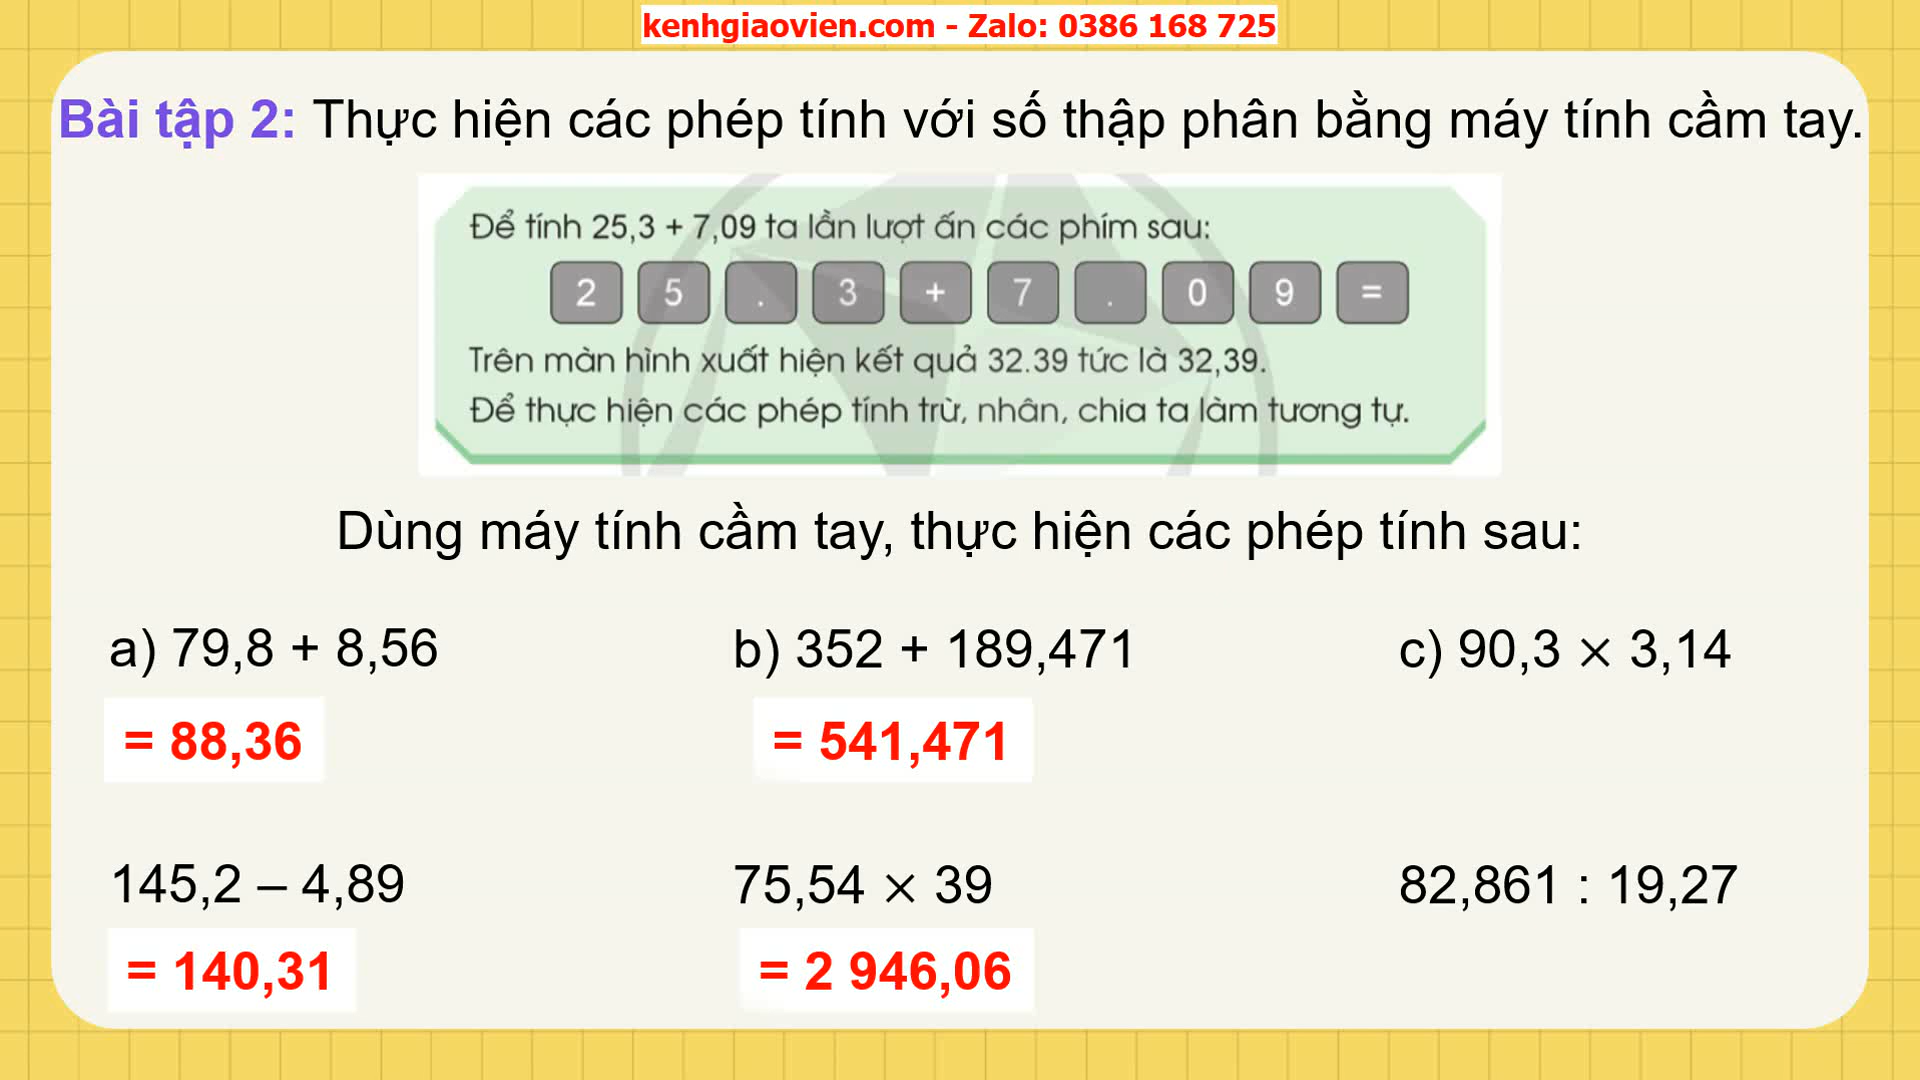 kenhgiaovien.com - Zalo: 0386 168 725
Bài tập 2: Thực hiện các phép tính với số thập phân bằng máy tính cầm tay.
Để tính 25,3 + 7,09 ta lần lượt ấn các phím sau:
2 5 . 3 + 7 . 0 9 =
Trên màn hình xuất hiện kết quả 32.39 tức là 32,39.
Để thực hiện các phép tính trừ, nhân, chia ta làm tương tự.
Dùng máy tính cầm tay, thực hiện các phép tính sau:
a) 79,8 + 8,56 b) 352 + 189,471 c) 90,3 × 3,14
= 88,36 = 541,471
145,2 – 4,89 75,54 × 39 82,861 : 19,27
= 140,31 = 2 946,06